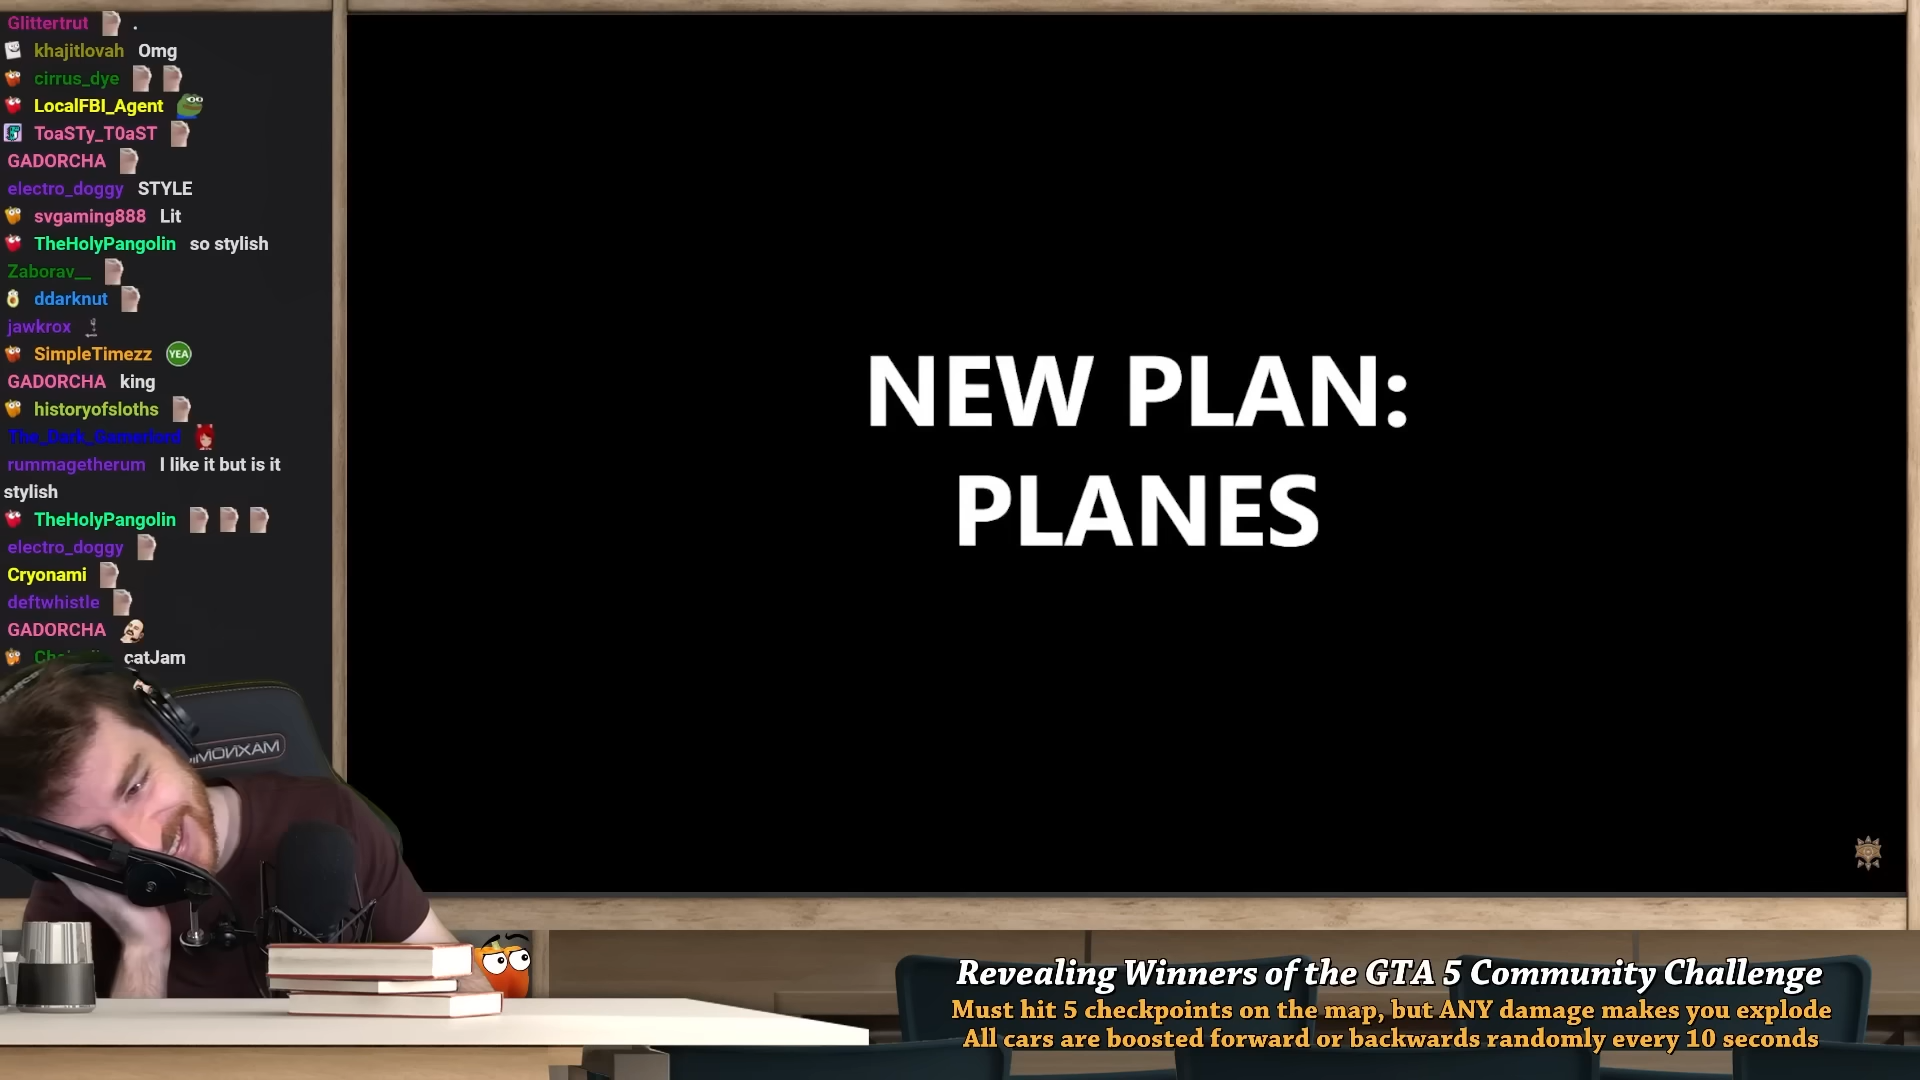 Glittertrut .
khajitlovah Omg
cirrus_dye
LocalFBI_Agent
ToaSTy_T0aST
GADORCHA
electro_doggy STYLE
svgaming888 Lit
TheHolyPangolin so stylish
Zaborav__
ddarknut
jawkrox
SimpleTimezz YEA
GADORCHA king
historyofsloths
The_Dark_Gamerlord
rummagetherum I like it but is it
stylish
TheHolyPangolin
electro_doggy
Cryonami
deftwhistle
GADORCHA
catJam
NEW PLAN:
PLANES
MAXNOMIC
Revealing Winners of the GTA 5 Community Challenge
Must hit 5 checkpoints on the map, but ANY damage makes you explode
All cars are boosted forward or backwards randomly every 10 seconds